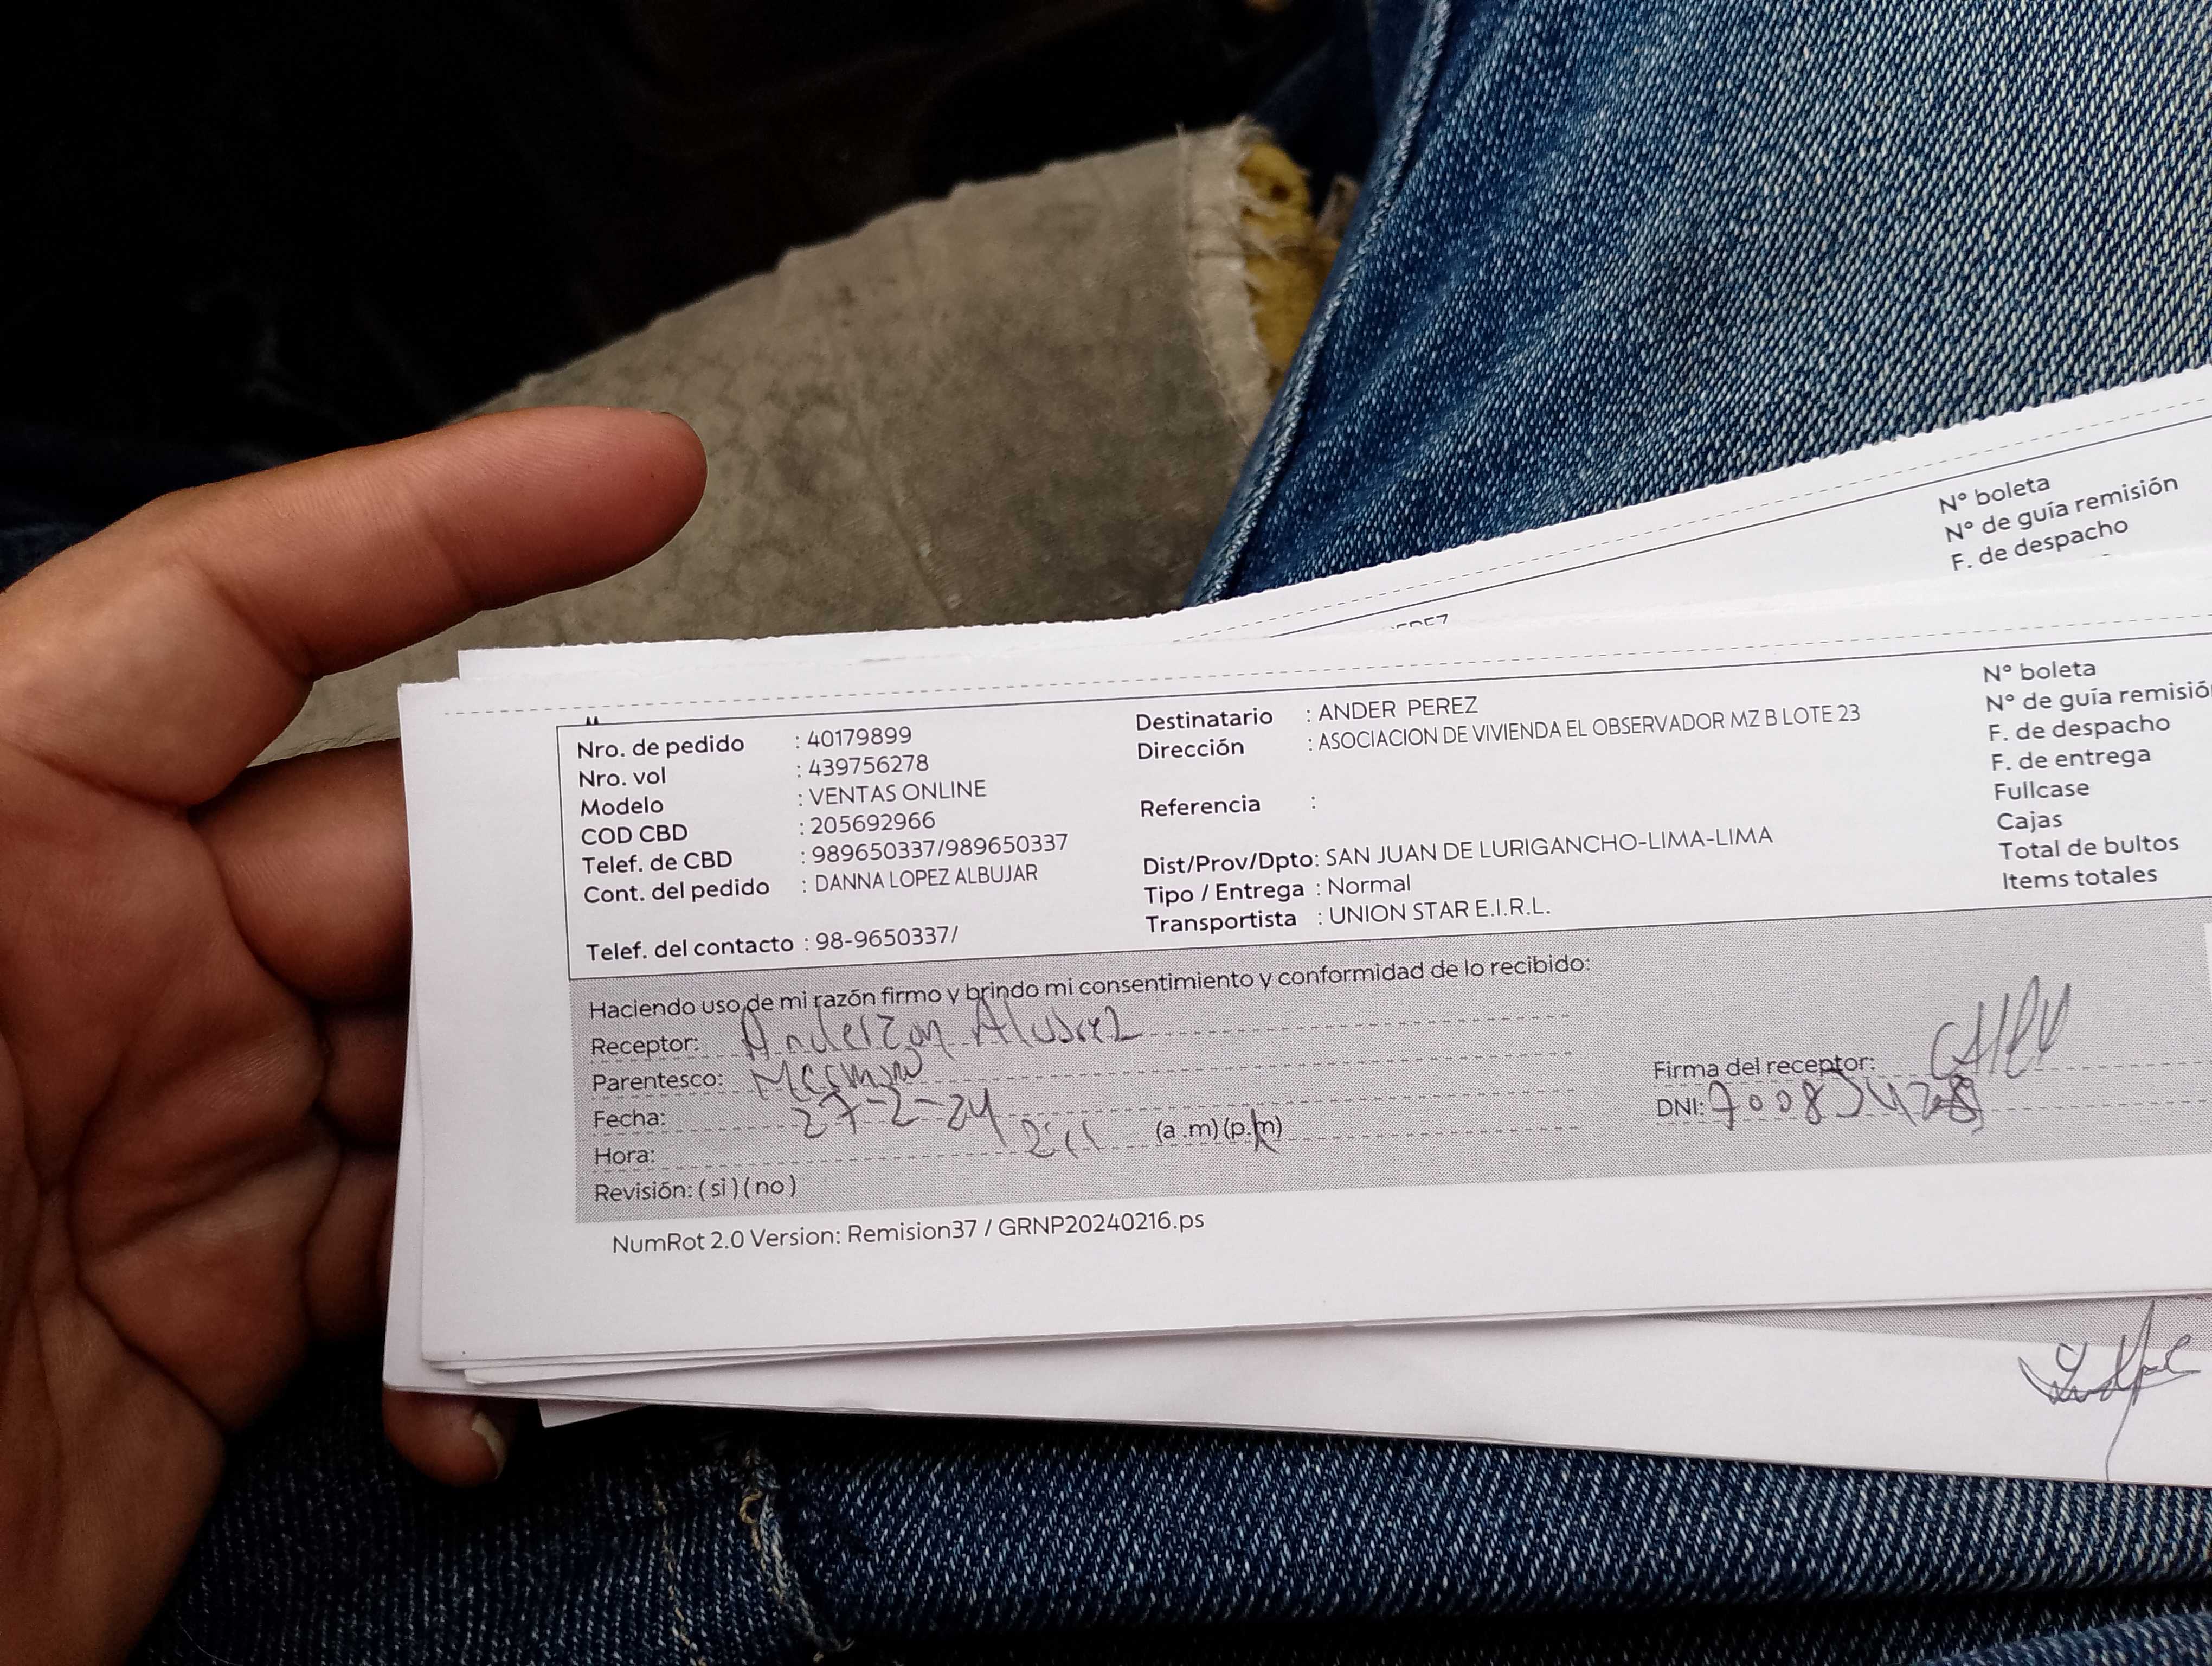 N° boleta
N° de guía remisión
F. de despacho
Nro. de pedido : 40179899
Nro. vol : 439756278
Modelo : VENTAS ONLINE
COD CBD : 205692966
Telef. de CBD : 989650337/989650337
Cont. del pedido : DANNA LOPEZ ALBUJAR
Telef. del contacto : 98-9650337/
Destinatario : ANDER PEREZ
Dirección : ASOCIACION DE VIVIENDA EL OBSERVADOR MZ B LOTE 23
Referencia :
Dist/Prov/Dpto: SAN JUAN DE LURIGANCHO-LIMA-LIMA
Tipo / Entrega : Normal
Transportista : UNION STAR E.I.R.L.
N° boleta
N° de guía remisió
F. de despacho
F. de entrega
Fullcase
Cajas
Total de bultos
Items totales
Haciendo uso de mi razón firmo y brindo mi consentimiento y conformidad de lo recibido:
Receptor: Anderzon
Parentesco:
Fecha: 27-2-24
Hora: (a.m)(p.m)
Revisión: (si)(no)
Firma del receptor:
DNI:
NumRot 2.0 Version: Remision37 / GRNP20240216.ps